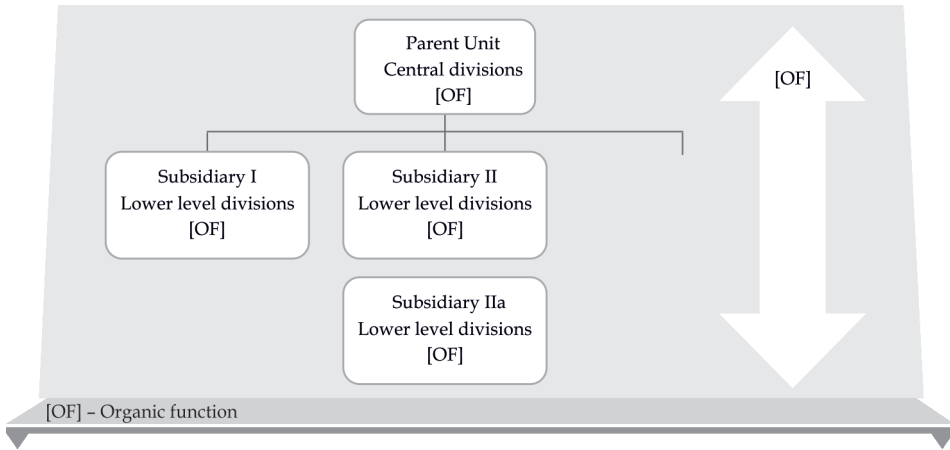 Parent Unit
Central divisions
[OF]
[OF]
Subsidiary I
Lower level divisions
[OF]
Subsidiary II
Lower level divisions
[OF]
Subsidiary IIa
Lower level divisions
[OF]
[OF] – Organic function